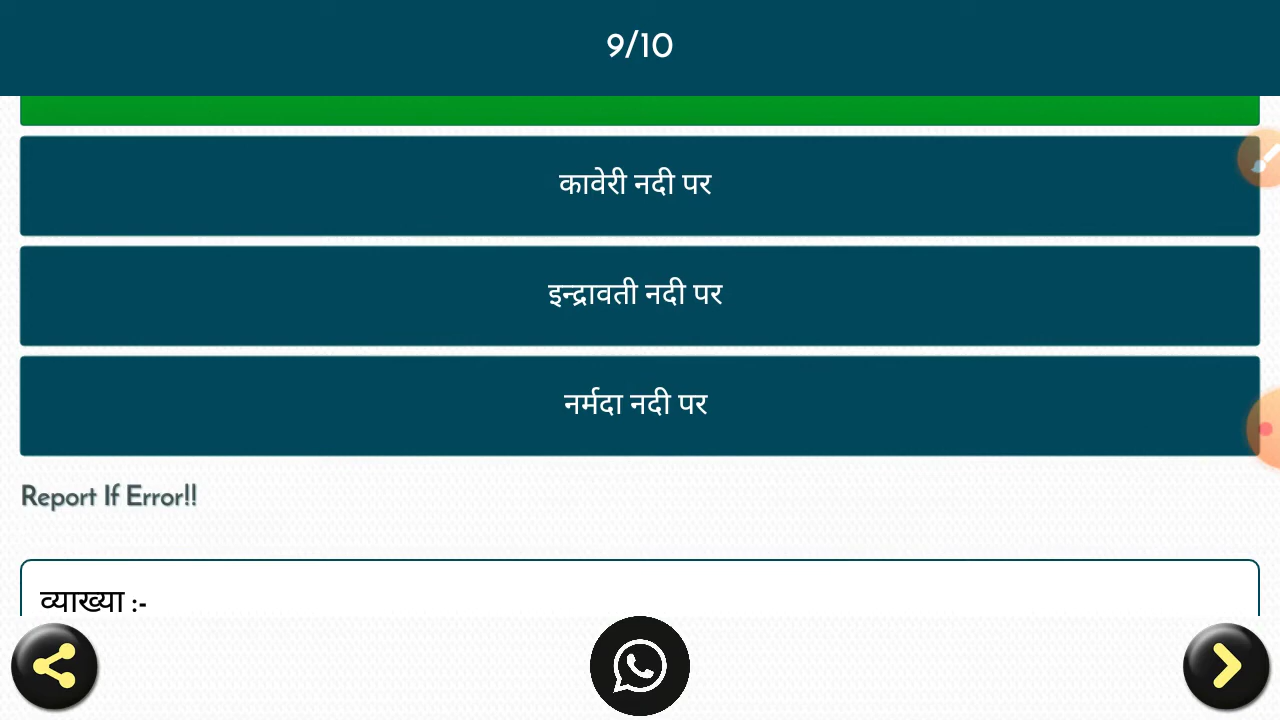 9/10
कावेरी नदी पर
इन्द्रावती नदी पर
नर्मदा नदी पर
Report If Error!!
व्याख्या :-